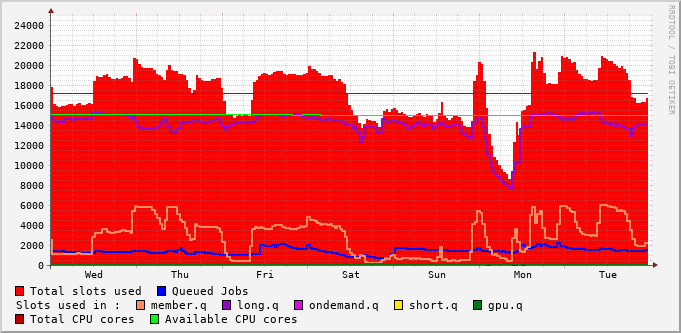 24000
22000
20000
18000
16000
14000
12000
10000
8000
6000
4000
2000
0
Wed Thu Fri Sat Sun Mon Tue
RRDTOOL / TOBI OETIKER
Total slots used Queued Jobs
Slots used in : member.q long.q ondemand.q short.q gpu.q
Total CPU cores Available CPU cores